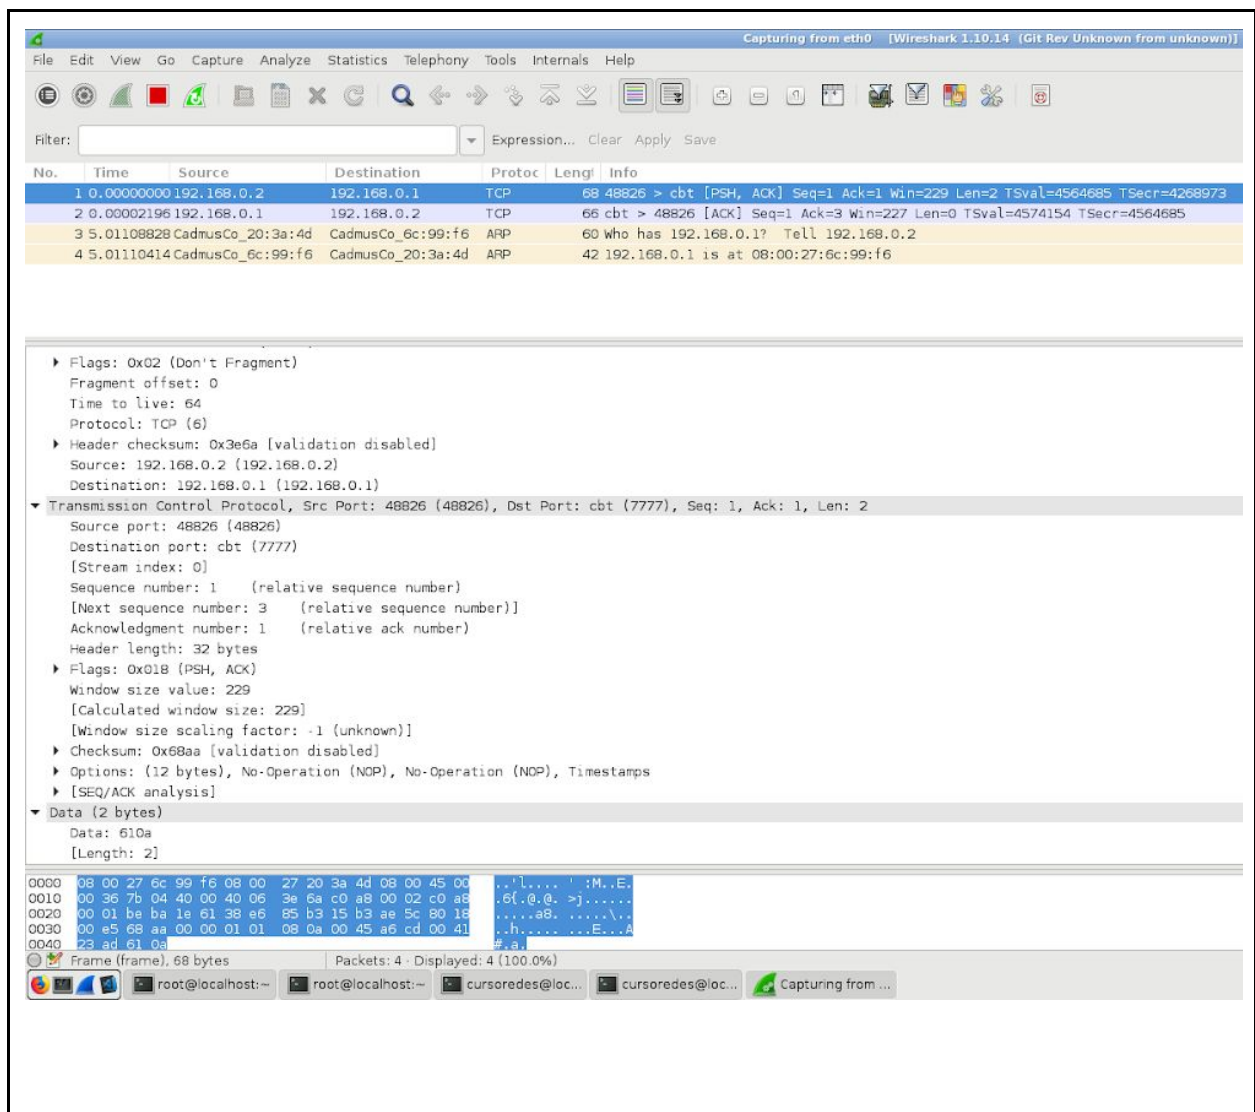 Capturing from eth0 [Wireshark 1.10.14 (Git Rev Unknown from unknown)]
File Edit View Go Capture Analyze Statistics Telephony Tools Internals Help
Filter: Expression... Clear Apply Save
No. Time Source Destination Protoc Lengt Info
1 0.00000000 192.168.0.2 192.168.0.1 TCP 68 48826 > cbt [PSH, ACK] Seq=1 Ack=1 Win=229 Len=2 TSval=4564685 TSecr=4268973
2 0.00002196 192.168.0.1 192.168.0.2 TCP 66 cbt > 48826 [ACK] Seq=1 Ack=3 Win=227 Len=0 TSval=4574154 TSecr=4564685
3 5.01108828 CadmusCo_20:3a:4d CadmusCo_6c:99:f6 ARP 60 Who has 192.168.0.1? Tell 192.168.0.2
4 5.01110414 CadmusCo_6c:99:f6 CadmusCo_20:3a:4d ARP 42 192.168.0.1 is at 08:00:27:6c:99:f6
Flags: 0x02 (Don't Fragment)
Fragment offset: 0
Time to live: 64
Protocol: TCP (6)
Header checksum: 0x3e6a [validation disabled]
Source: 192.168.0.2 (192.168.0.2)
Destination: 192.168.0.1 (192.168.0.1)
Transmission Control Protocol, Src Port: 48826 (48826), Dst Port: cbt (7777), Seq: 1, Ack: 1, Len: 2
Source port: 48826 (48826)
Destination port: cbt (7777)
[Stream index: 0]
Sequence number: 1 (relative sequence number)
[Next sequence number: 3 (relative sequence number)]
Acknowledgment number: 1 (relative ack number)
Header length: 32 bytes
Flags: 0x018 (PSH, ACK)
Window size value: 229
[Calculated window size: 229]
[Window size scaling factor: -1 (unknown)]
Checksum: 0x68aa [validation disabled]
Options: (12 bytes), No-Operation (NOP), No-Operation (NOP), Timestamps
[SEQ/ACK analysis]
Data (2 bytes)
Data: 610a
[Length: 2]
0000 08 00 27 6c 99 f6 08 00 27 20 3a 4d 08 00 45 00 ..'l.... ' :M..E.
0010 00 36 7b 04 40 00 40 06 3e 6a c0 a8 00 02 c0 a8 .6{.@.@. >j......
0020 00 01 be ba 1e 61 38 e6 85 b3 15 b3 ae 5c 80 18 .....a8. .....\..
0030 00 e5 68 aa 00 00 01 01 08 0a 00 45 a6 cd 00 41 ..h..... ...E...A
0040 23 ad 61 0a #.a.
Frame (frame), 68 bytes Packets: 4 · Displayed: 4 (100.0%)
root@localhost:~ root@localhost:~ cursoredes@loc... cursoredes@loc... Capturing from ...